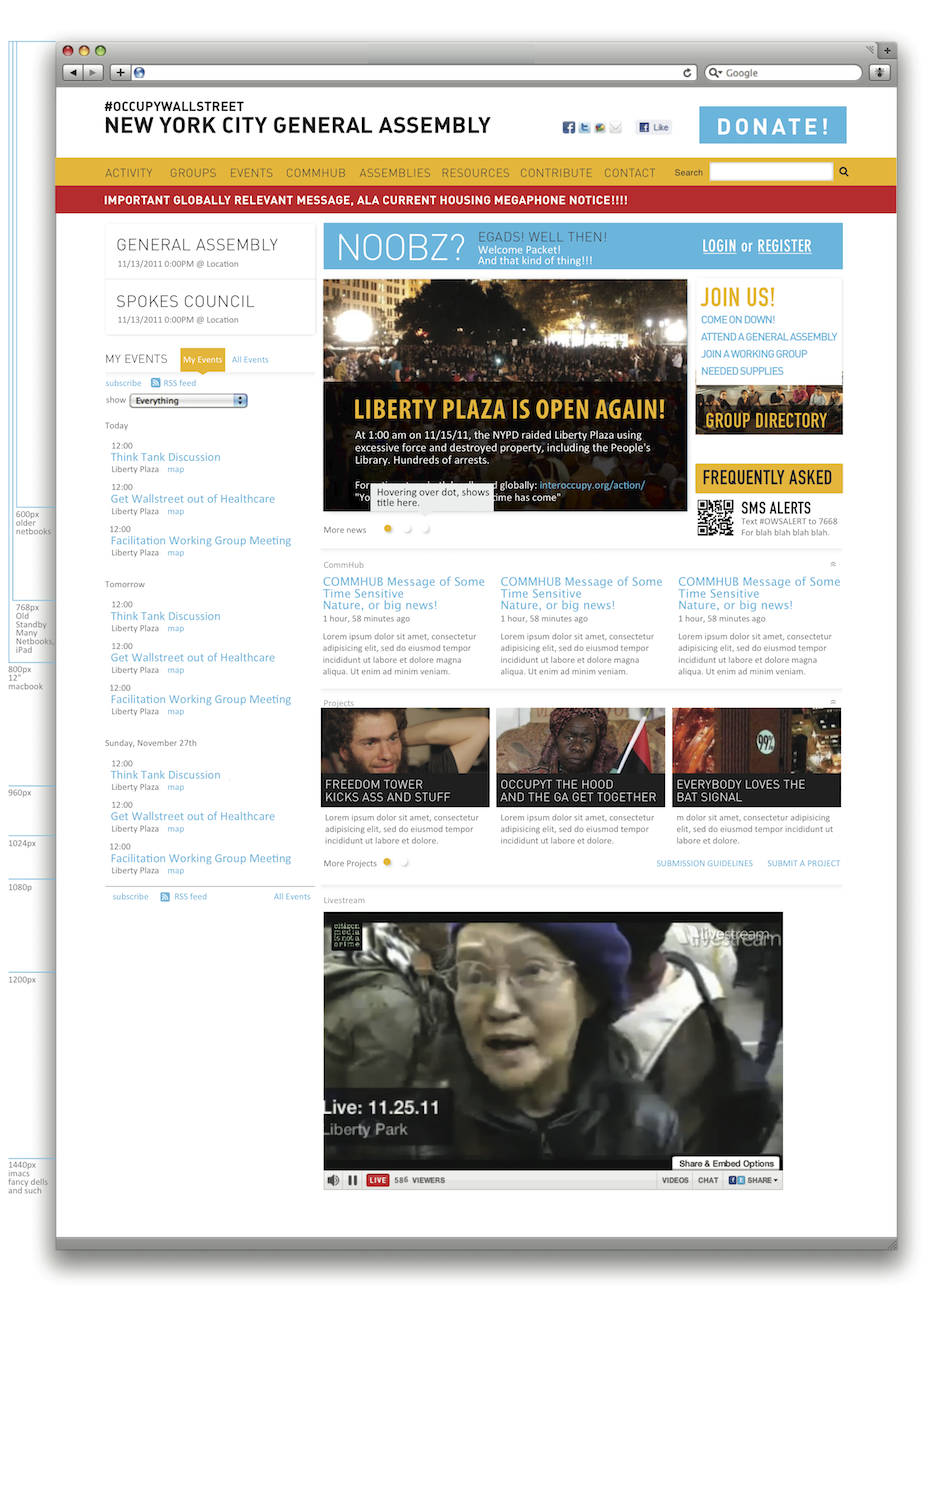 Google
#OCCUPYWALLSTREET
NEW YORK CITY GENERAL ASSEMBLY
Like
DONATE!
ACTIVITY GROUPS EVENTS COMMHUB ASSEMBLIES RESOURCES CONTRIBUTE CONTACT Search
IMPORTANT GLOBALLY RELEVANT MESSAGE, ALA CURRENT HOUSING MEGAPHONE NOTICE!!!!
GENERAL ASSEMBLY
11/13/2011 0:00PM @ Location
SPOKES COUNCIL
11/13/2011 0:00PM @ Location
MY EVENTS My Events All Events
subscribe RSS feed
show Everything
Today
12:00
Think Tank Discussion
Liberty Plaza map
12:00
Get Wallstreet out of Healthcare
Liberty Plaza map
12:00
Facilitation Working Group Meeting
Liberty Plaza map
Tomorrow
12:00
Think Tank Discussion
Liberty Plaza map
12:00
Get Wallstreet out of Healthcare
Liberty Plaza map
12:00
Facilitation Working Group Meeting
Liberty Plaza map
Sunday, November 27th
12:00
Think Tank Discussion
Liberty Plaza map
12:00
Get Wallstreet out of Healthcare
Liberty Plaza map
12:00
Facilitation Working Group Meeting
Liberty Plaza map
subscribe RSS feed All Events
NOOBZ?
EGADS! WELL THEN!
Welcome Packet!
And that kind of thing!!!
LOGIN or REGISTER
LIBERTY PLAZA IS OPEN AGAIN!
At 1:00 am on 11/15/11, the NYPD raided Liberty Plaza using
excessive force and destroyed property, including the People's
Library. Hundreds of arrests.
For globally: interoccupy.org/action/
"Yo time has come"
Hovering over dot, shows
title here.
More news
JOIN US!
COME ON DOWN!
ATTEND A GENERAL ASSEMBLY
JOIN A WORKING GROUP
NEEDED SUPPLIES
GROUP DIRECTORY
FREQUENTLY ASKED
SMS ALERTS
Text #OWSALERT to 7668
For blah blah blah blah.
CommHub
COMMHUB Message of Some
Time Sensitive
Nature, or big news!
1 hour, 58 minutes ago
Lorem ipsum dolor sit amet, consectetur
adipisicing elit, sed do eiusmod tempor
incididunt ut labore et dolore magna
aliqua. Ut enim ad minim veniam.
COMMHUB Message of Some
Time Sensitive
Nature, or big news!
1 hour, 58 minutes ago
Lorem ipsum dolor sit amet, consectetur
adipisicing elit, sed do eiusmod tempor
incididunt ut labore et dolore magna
aliqua. Ut enim ad minim veniam.
COMMHUB Message of Some
Time Sensitive
Nature, or big news!
1 hour, 58 minutes ago
Lorem ipsum dolor sit amet, consectetur
adipisicing elit, sed do eiusmod tempor
incididunt ut labore et dolore magna
aliqua. Ut enim ad minim veniam.
Projects
FREEDOM TOWER
KICKS ASS AND STUFF
Lorem ipsum dolor sit amet, consectetur
adipisicing elit, sed do eiusmod tempor
incididunt ut labore et dolore.
OCCUPYT THE HOOD
AND THE GA GET TOGETHER
Lorem ipsum dolor sit amet, consectetur
adipisicing elit, sed do eiusmod tempor
incididunt ut labore et dolore.
99%
EVERYBODY LOVES THE
BAT SIGNAL
m dolor sit amet, consectetur adipisicing
elit, sed do eiusmod tempor incididunt ut
labore et dolore.
More Projects
SUBMISSION GUIDELINES SUBMIT A PROJECT
Livestream
citizen
media
is not a
crime
livestream
Live: 11.25.11
Liberty Park
Share & Embed Options
LIVE 586 VIEWERS VIDEOS CHAT SHARE
600px
older
netbooks
768px
Old
Standby
Many
Netbooks,
iPad
800px
12"
macbook
960px
1024px
1080p
1200px
1440px
imacs
fancy dells
and such